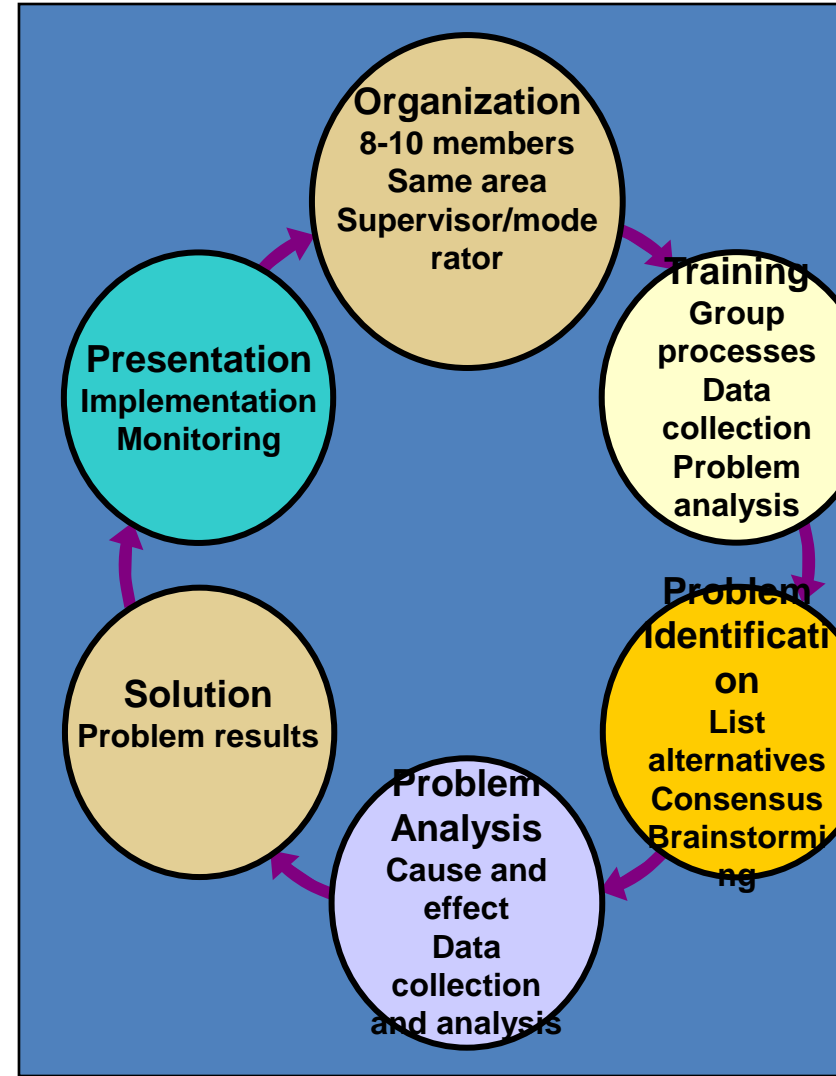 Organization
8-10 members
Same area
Supervisor/mode
rator
Training
Group
processes
Data
collection
Problem
analysis
Problem
Identificati
on
List
alternatives
Consensus
Brainstormi
ng
Problem
Analysis
Cause and
effect
Data
collection
and analysis
Solution
Problem results
Presentation
Implementation
Monitoring